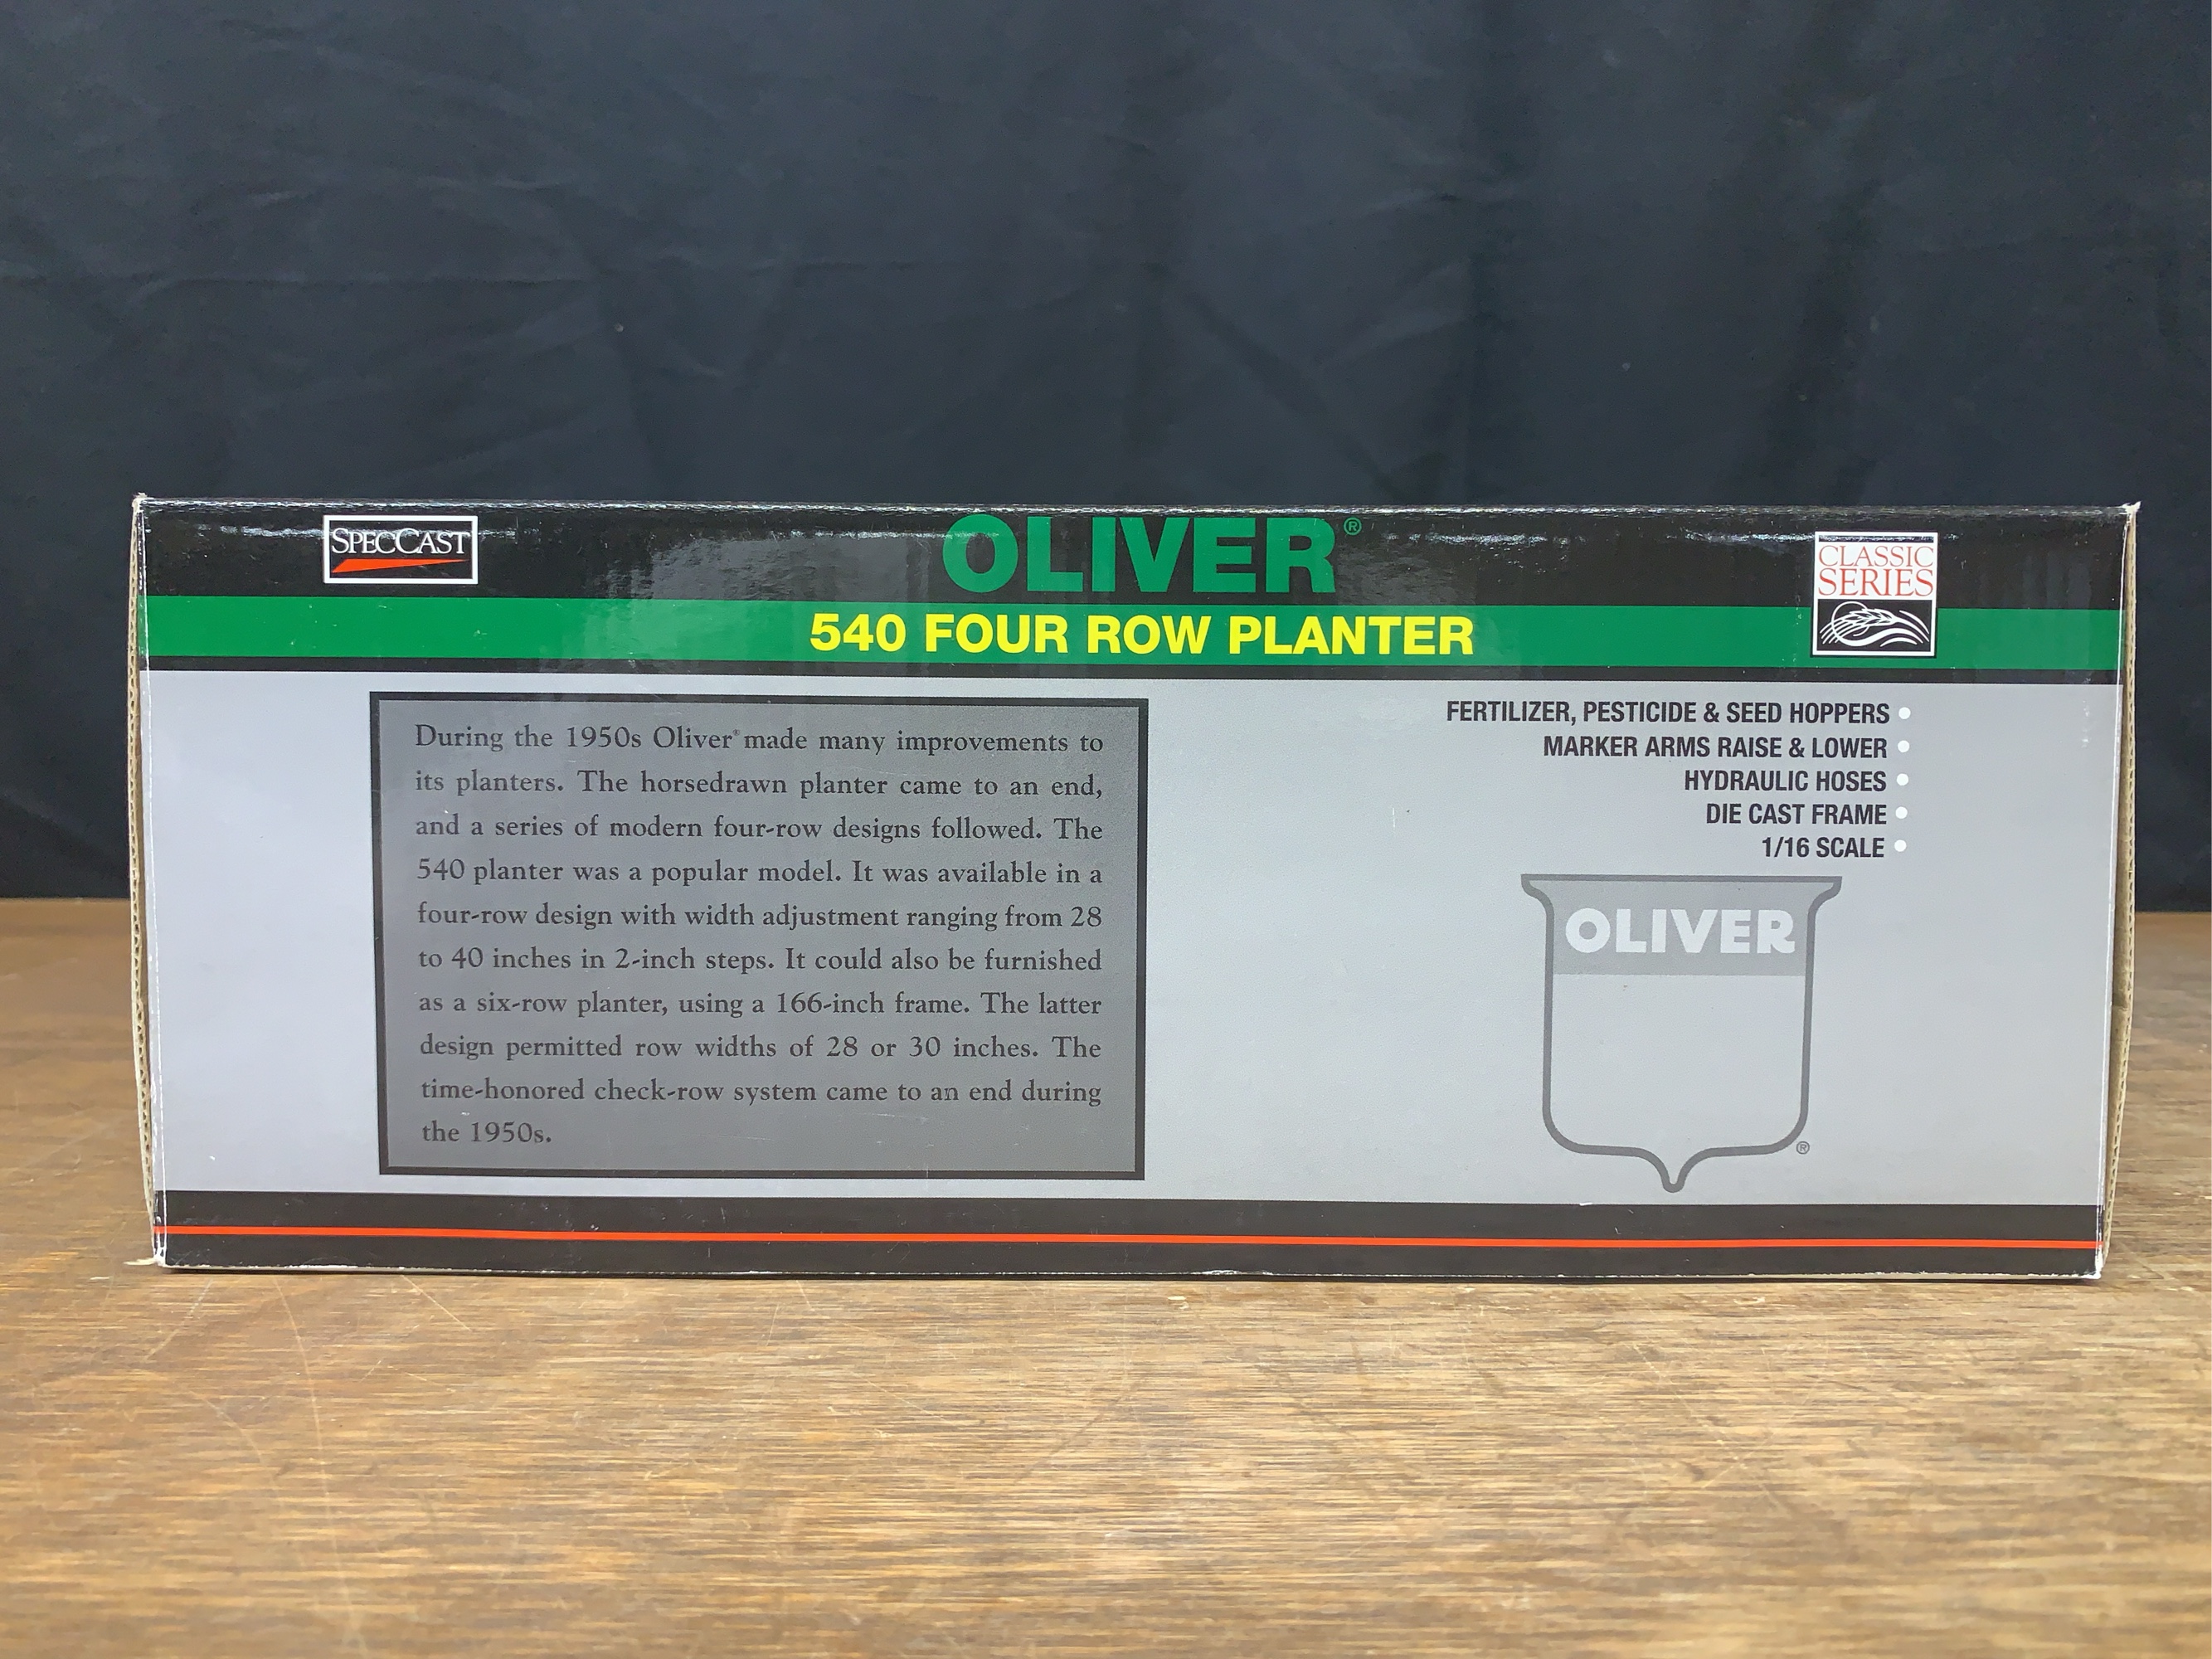 SPECCAST
OLIVER®
CLASSIC
SERIES
540 FOUR ROW PLANTER
During the 1950s Oliver® made many improvements to
its planters. The horsedrawn planter came to an end,
and a series of modern four-row designs followed. The
540 planter was a popular model. It was available in a
four-row design with width adjustment ranging from 28
to 40 inches in 2-inch steps. It could also be furnished
as a six-row planter, using a 166-inch frame. The latter
design permitted row widths of 28 or 30 inches. The
time-honored check-row system came to an end during
the 1950s.
FERTILIZER, PESTICIDE & SEED HOPPERS •
MARKER ARMS RAISE & LOWER •
HYDRAULIC HOSES •
DIE CAST FRAME •
1/16 SCALE •
OLIVER
®